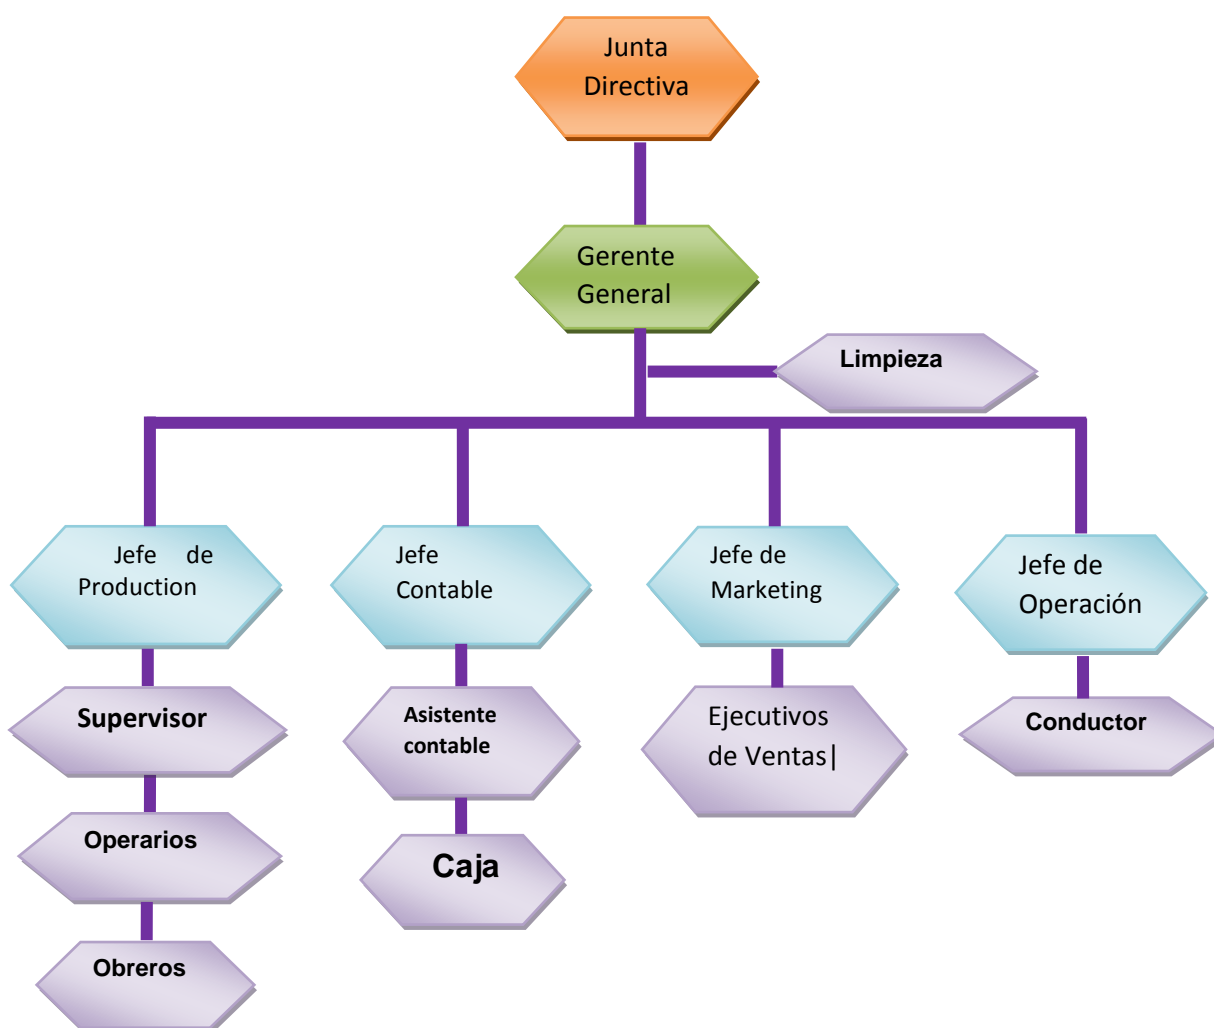 Junta
Directiva
Gerente
General
Limpieza
Jefe de
Production
Jefe
Contable
Jefe de
Marketing
Jefe de
Operación
Supervisor
Asistente
contable
Ejecutivos
de Ventas|
Conductor
Operarios
Caja
Obreros